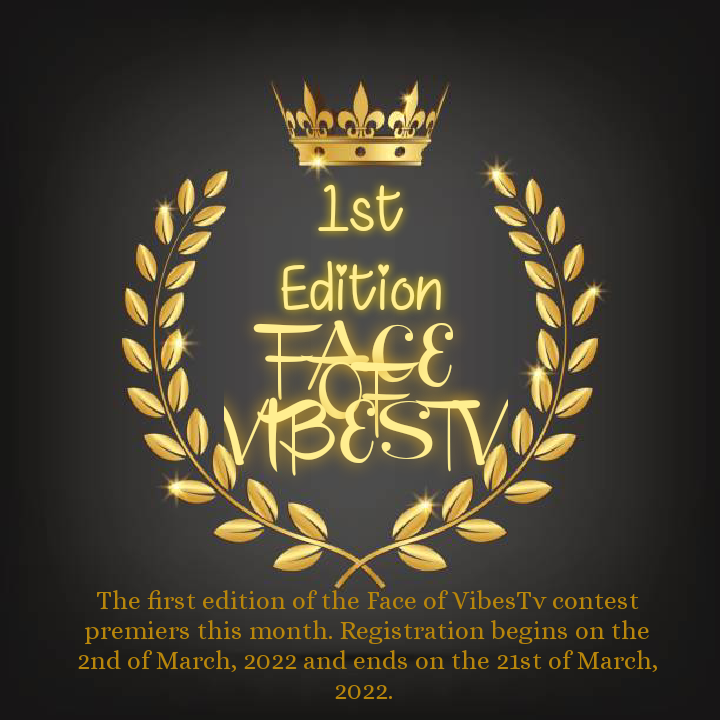 1st
Edition
FACE
OF
VIBESTV
The first edition of the Face of VibesTv contest
premiers this month. Registration begins on the
2nd of March, 2022 and ends on the 21st of March,
2022.